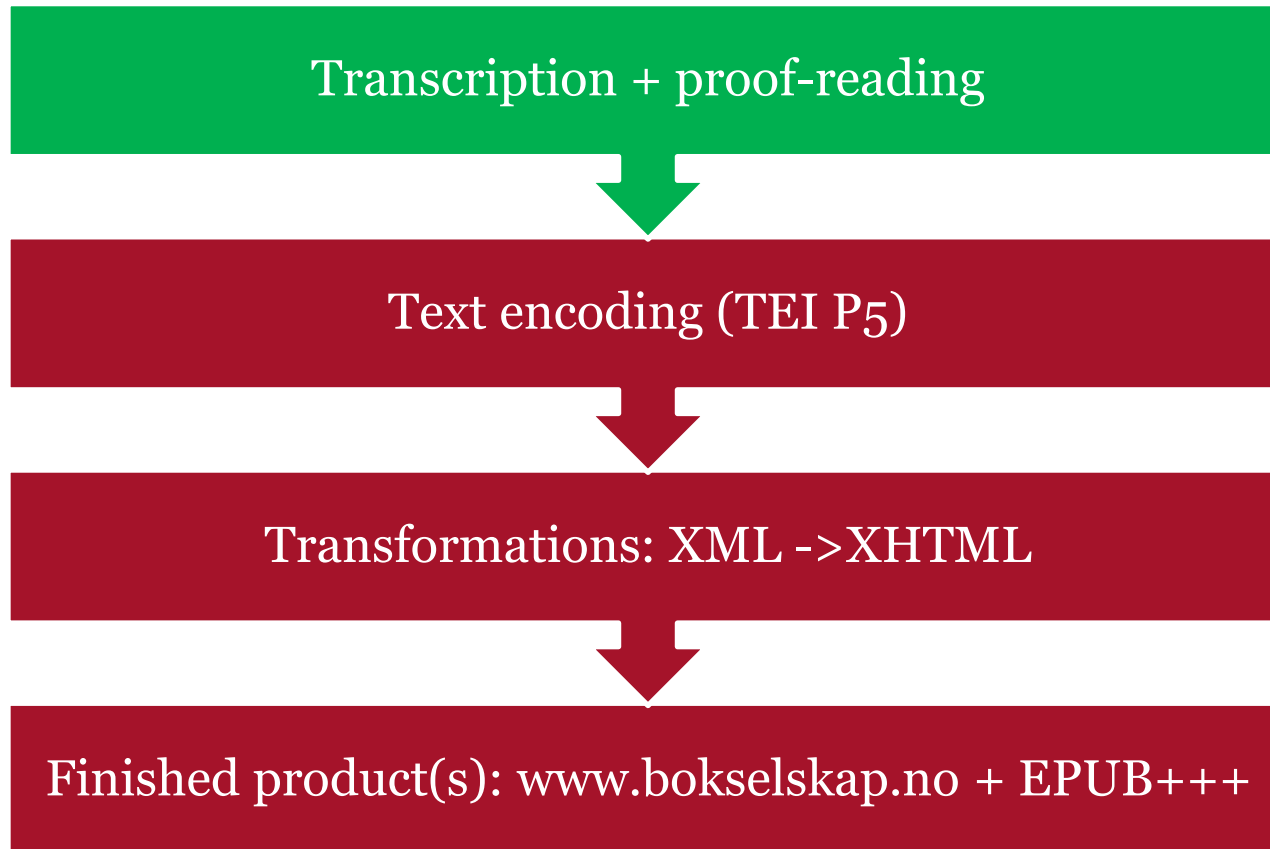 Transcription + proof-reading
Text encoding (TEI P5)
Transformations: XML ->XHTML
Finished product(s): www.bokselskap.no + EPUB+++